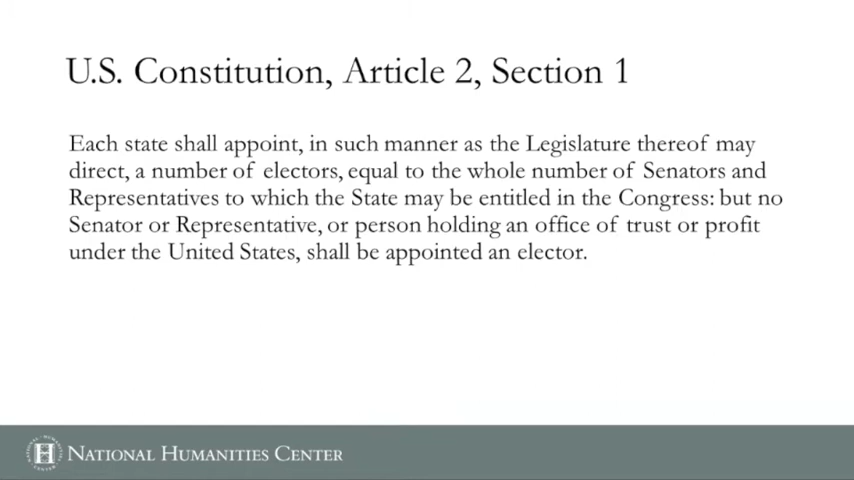 U.S. Constitution, Article 2, Section 1
Each state shall appoint, in such manner as the Legislature thereof may
direct, a number of electors, equal to the whole number of Senators and
Representatives to which the State may be entitled in the Congress: but no
Senator or Representative, or person holding an office of trust or profit
under the United States, shall be appointed an elector.
H
NATIONAL HUMANITIES CENTER